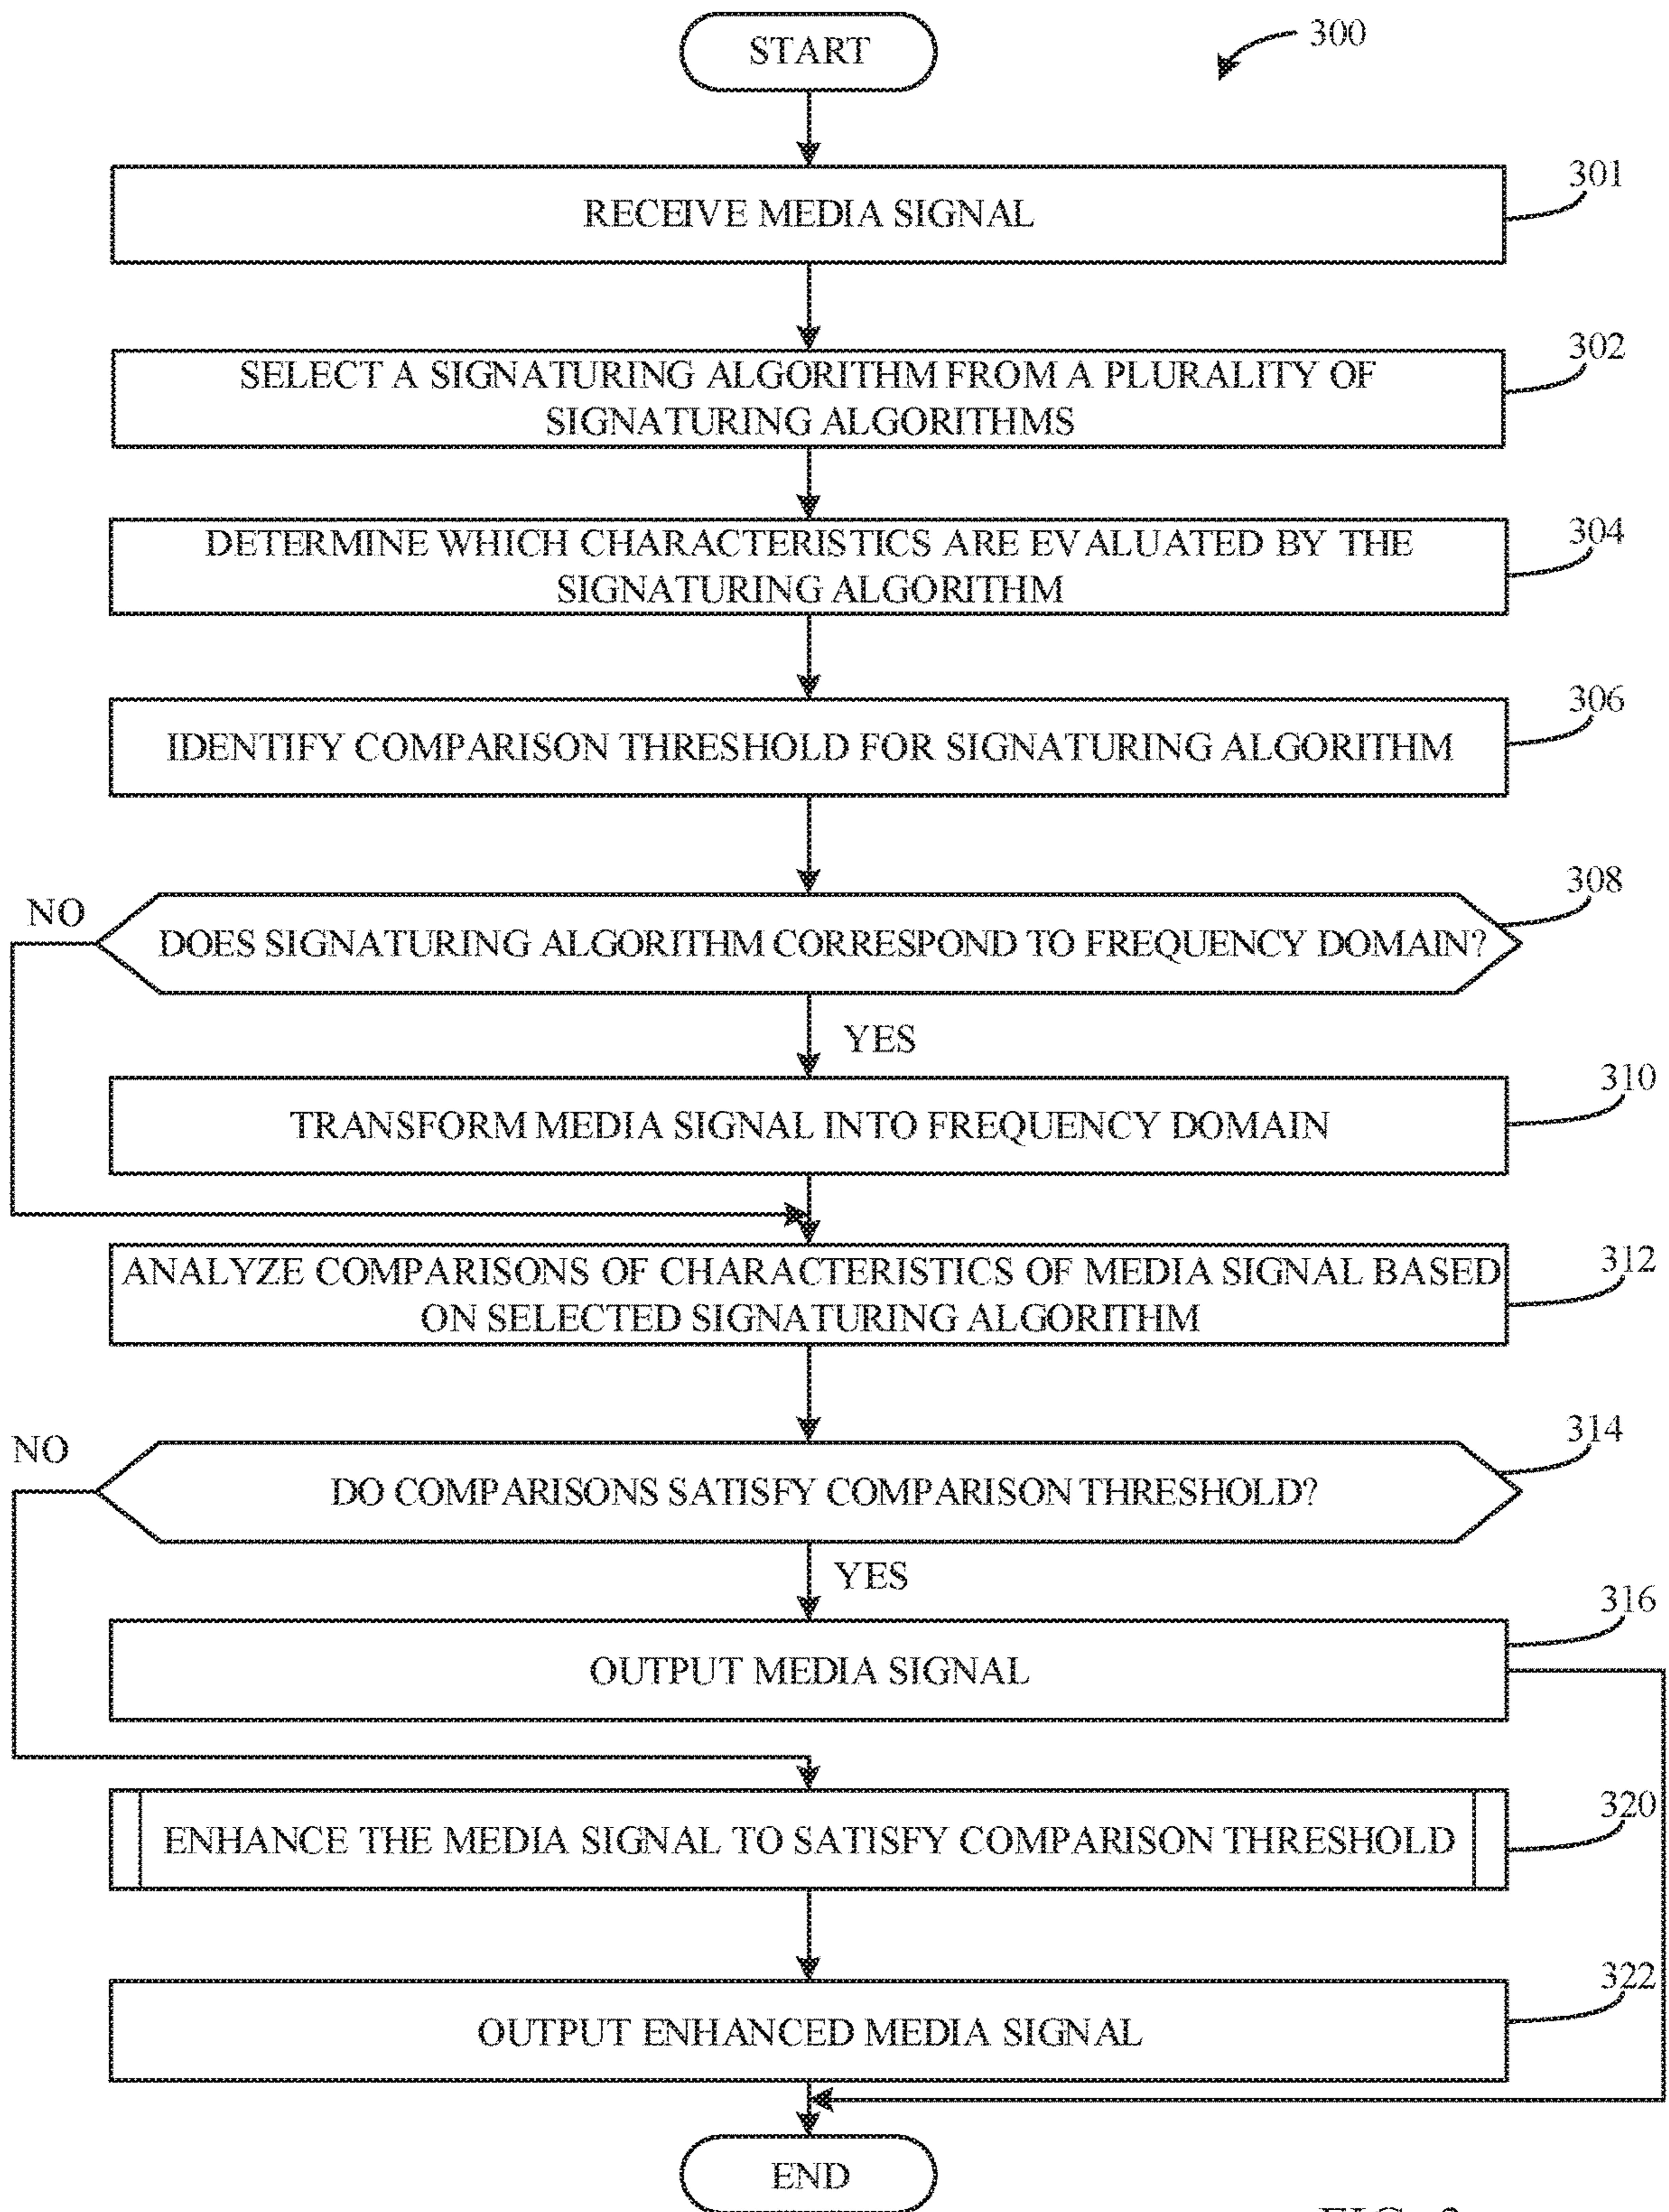 START
300
RECEIVE MEDIA SIGNAL
301
SELECT A SIGNATURING ALGORITHM FROM A PLURALITY OF
SIGNATURING ALGORITHMS
302
DETERMINE WHICH CHARACTERISTICS ARE EVALUATED BY THE
SIGNATURING ALGORITHM
304
IDENTIFY COMPARISON THRESHOLD FOR SIGNATURING ALGORITHM
306
NO
DOES SIGNATURING ALGORITHM CORRESPOND TO FREQUENCY DOMAIN?
308
YES
TRANSFORM MEDIA SIGNAL INTO FREQUENCY DOMAIN
310
ANALYZE COMPARISONS OF CHARACTERISTICS OF MEDIA SIGNAL BASED
ON SELECTED SIGNATURING ALGORITHM
312
NO
DO COMPARISONS SATISFY COMPARISON THRESHOLD?
314
YES
OUTPUT MEDIA SIGNAL
316
ENHANCE THE MEDIA SIGNAL TO SATISFY COMPARISON THRESHOLD
320
OUTPUT ENHANCED MEDIA SIGNAL
322
END